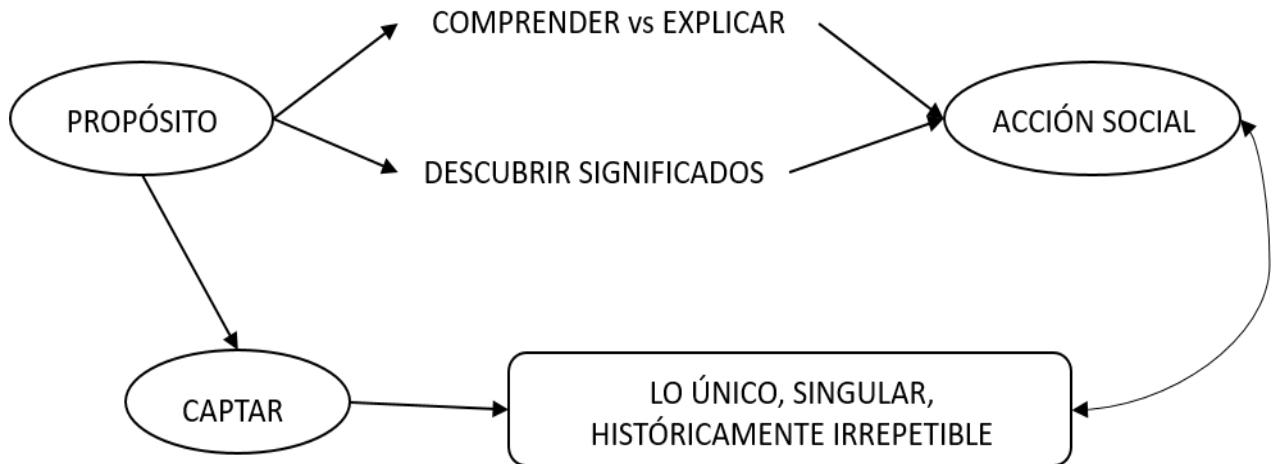 COMPRENDER vs EXPLICAR
PROPÓSITO
ACCIÓN SOCIAL
DESCUBRIR SIGNIFICADOS
CAPTAR
LO ÚNICO, SINGULAR,
HISTÓRICAMENTE IRREPETIBLE